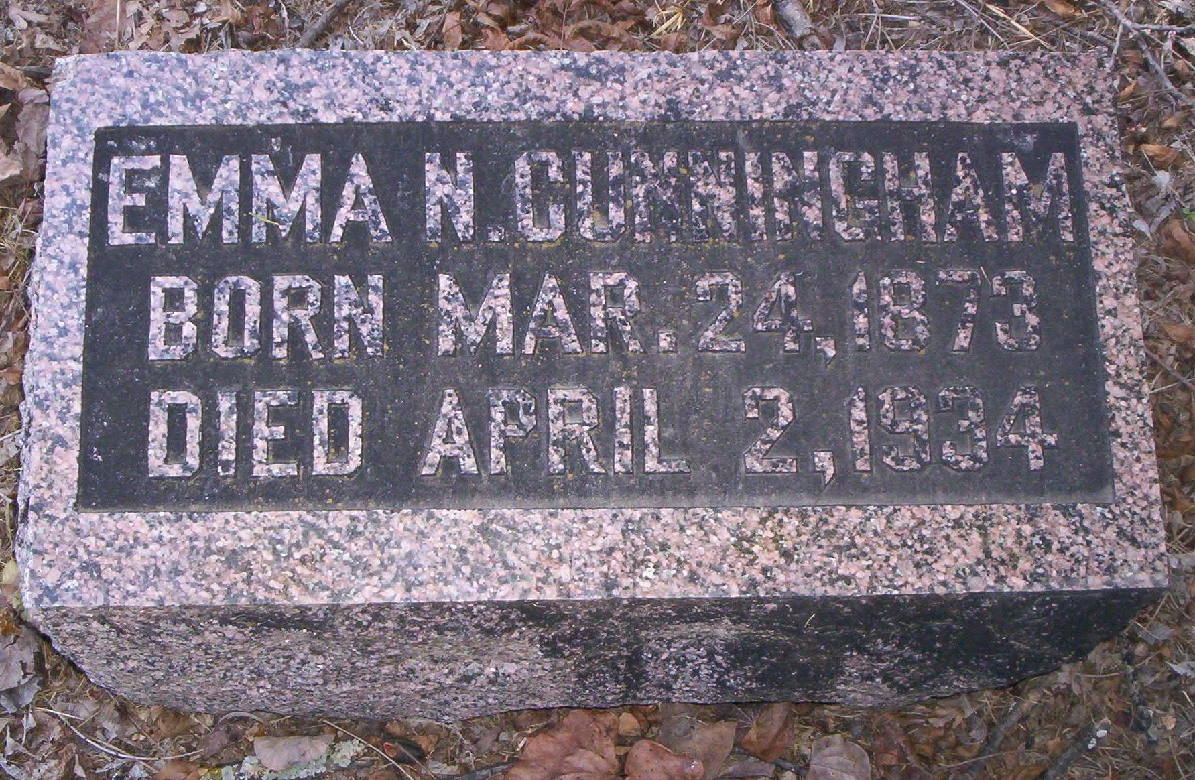 EMMA N. CUNNINGHAM
BORN MAR. 24, 1873
DIED APRIL 2, 1934